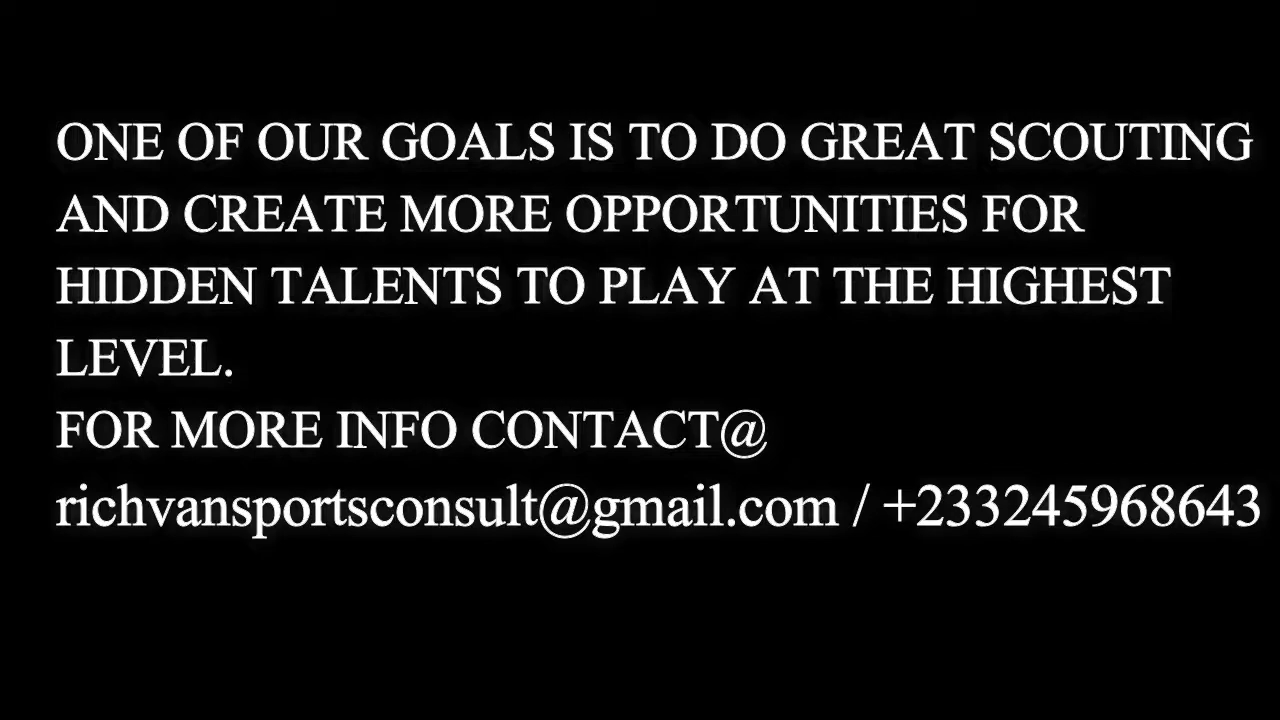 ONE OF OUR GOALS IS TO DO GREAT SCOUTING
AND CREATE MORE OPPORTUNITIES FOR
HIDDEN TALENTS TO PLAY AT THE HIGHEST
LEVEL.
FOR MORE INFO CONTACT@
richvansportsconsult@gmail.com / +233245968643